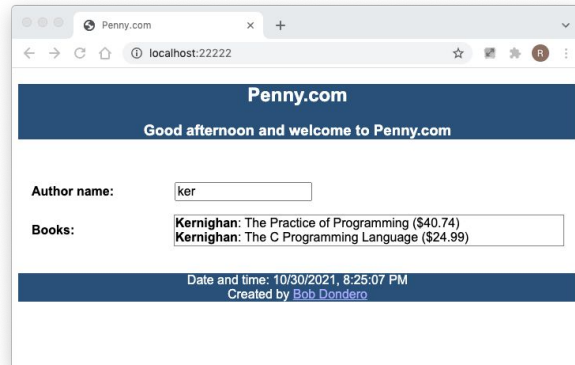 Penny.com
localhost:22222
R
Penny.com
Good afternoon and welcome to Penny.com
Author name: ker
Books: Kernighan: The Practice of Programming ($40.74)
Kernighan: The C Programming Language ($24.99)
Date and time: 10/30/2021, 8:25:07 PM
Created by Bob Dondero